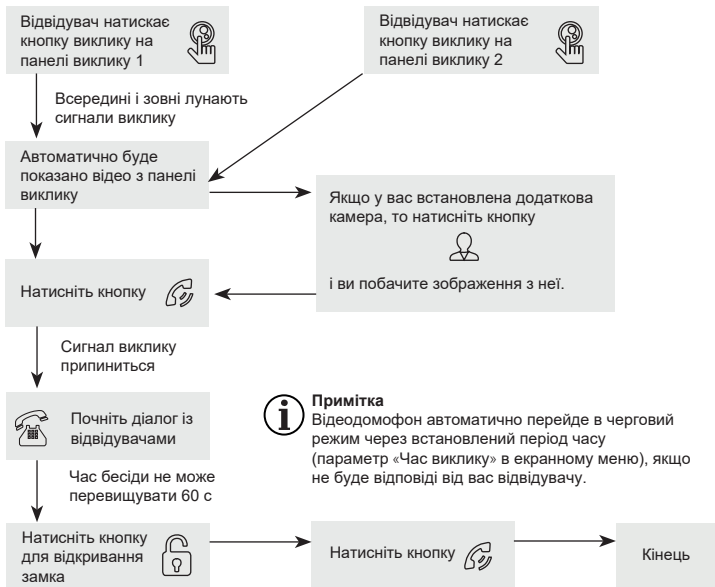 Відвідувач натискає
кнопку виклику на
панелі виклику 1
Відвідувач натискає
кнопку виклику на
панелі виклику 2
Всередині і зовні лунають
сигнали виклику
Автоматично буде
показано відео з панелі
виклику
Якщо у вас встановлена додаткова
камера, то натисніть кнопку
і ви побачите зображення з неї.
Натисніть кнопку
Сигнал виклику
припиниться
Почніть діалог із
відвідувачами
Примітка
Відеодомофон автоматично перейде в черговий
режим через встановлений період часу
(параметр «Час виклику» в екранному меню), якщо
не буде відповіді від вас відвідувачу.
Час бесіди не може
перевищувати 60 с
Натисніть кнопку
для відкривання
замка
Натисніть кнопку
Кінець